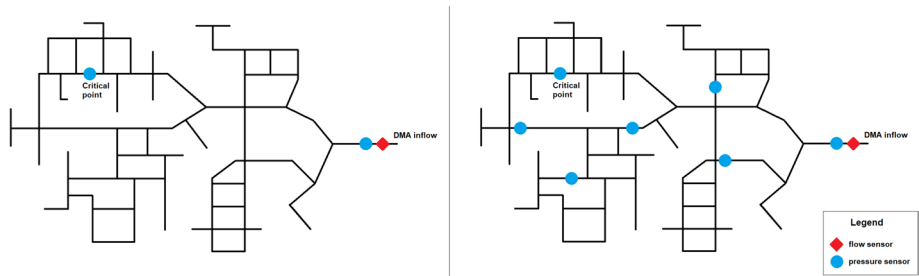 Critical
point
DMA inflow
Critical
point
DMA inflow
Legend
flow sensor
pressure sensor